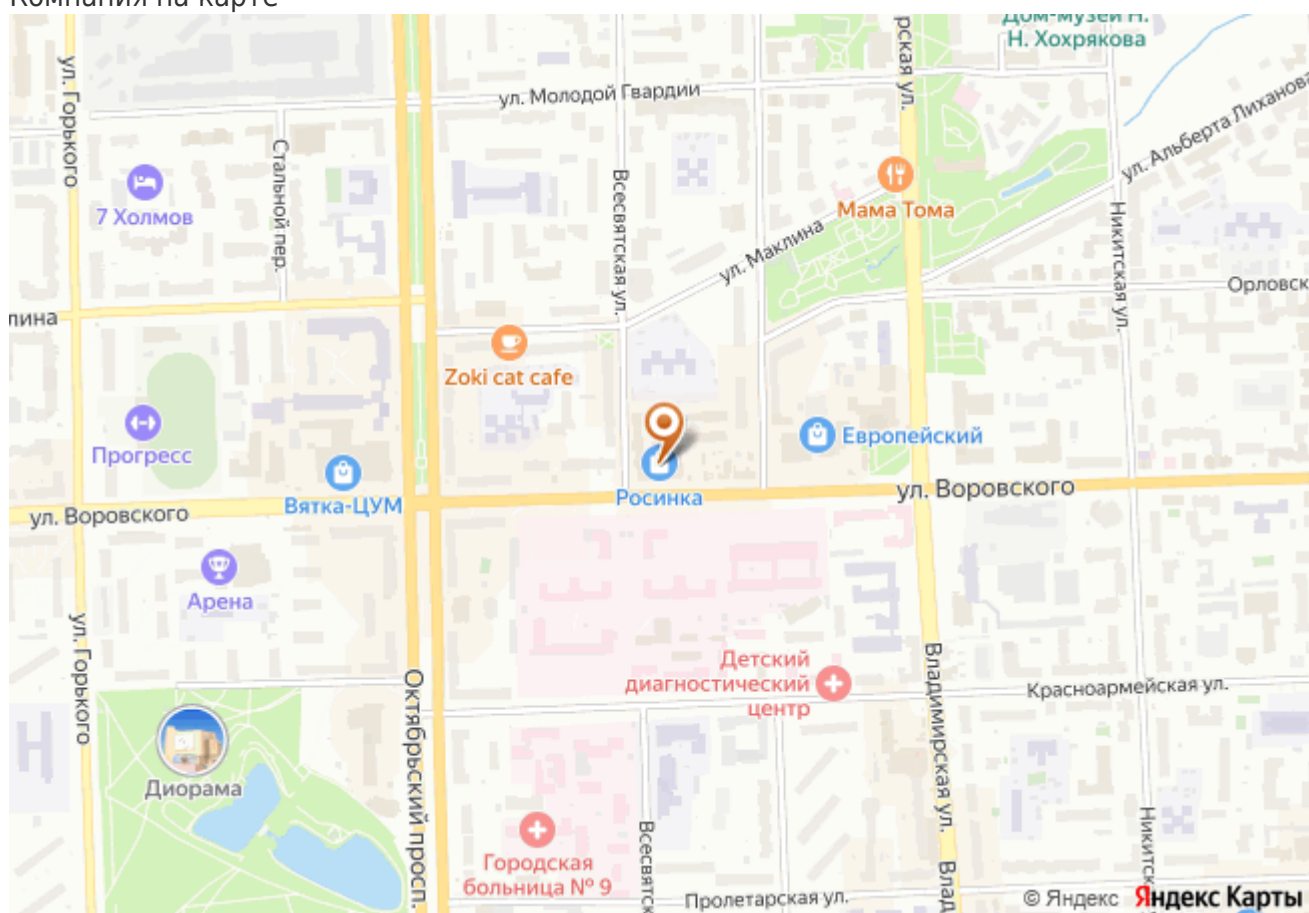 Компания на карте
Дом-музей Н.
Н. Хохрякова
ул. Горького
ул. Молодой Гвардии
рская ул.
ул. Альберта Лиханова
Стальной пер.
Всесвятская ул.
7 Холмов
Мама Тома
ул. Маклина
Никитская ул.
Орловск
лина
Zoki cat cafe
Прогресс
Европейский
Вятка-ЦУМ
Росинка
ул. Воровского
ул. Воровского
Арена
ул. Горького
Детский
диагностический
центр
Октябрьский просп.
Владимирская ул.
Красноармейская ул.
Диорама
Городская
больница № 9
Всесвятск
Пролетарская ул.
Влад
Никитск
© Яндекс Яндекс Карты